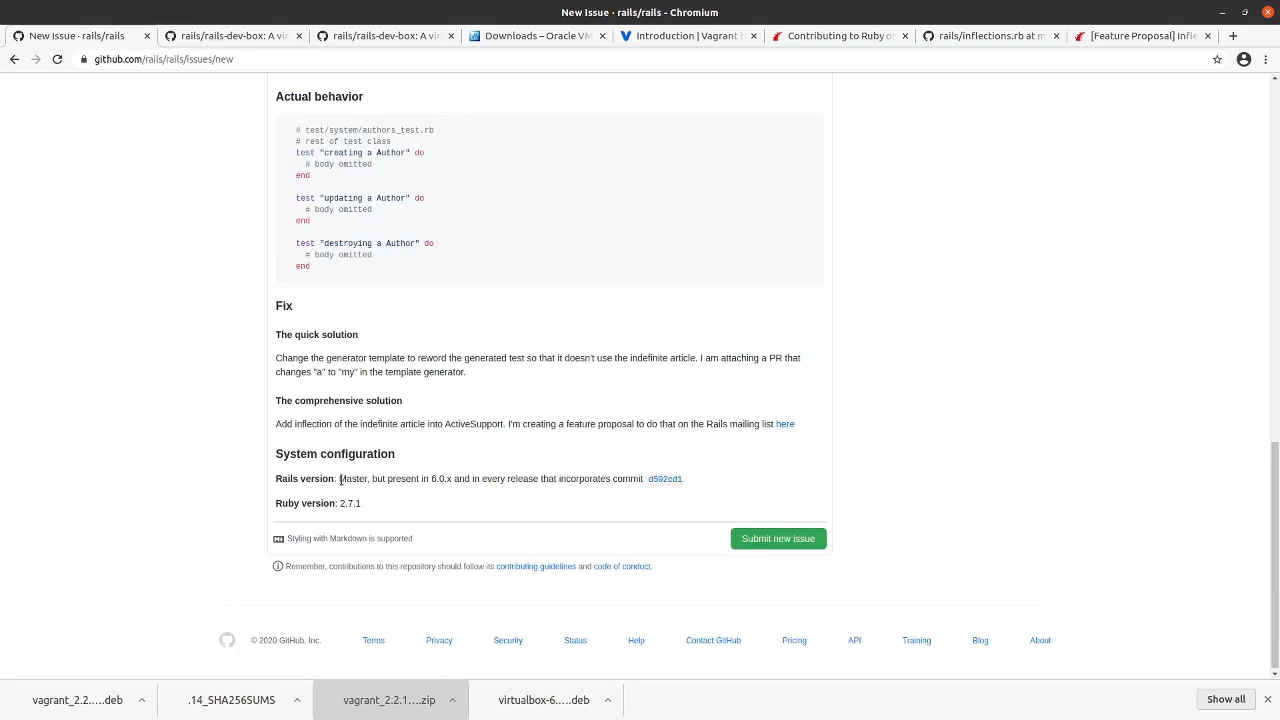 New Issue · rails/rails - Chromium
New Issue · rails/rails
rails/rails-dev-box: A vi
rails/rails-dev-box: A vi
Downloads – Oracle VM
Introduction | Vagrant b
Contributing to Ruby on
rails/inflections.rb at m
[Feature Proposal] Infle
github.com/rails/rails/issues/new
Actual behavior
# test/system/authors_test.rb
# rest of test class
test "creating a Author" do
# body omitted
end
test "updating a Author" do
# body omitted
end
test "destroying a Author" do
# body omitted
end
Fix
The quick solution
Change the generator template to reword the generated test so that it doesn't use the indefinite article. I am attaching a PR that
changes "a" to "my" in the template generator.
The comprehensive solution
Add inflection of the indefinite article into ActiveSupport. I'm creating a feature proposal to do that on the Rails mailing list here
System configuration
Rails version: Master, but present in 6.0.x and in every release that incorporates commit d592cd1
Ruby version: 2.7.1
Styling with Markdown is supported
Submit new issue
Remember, contributions to this repository should follow its contributing guidelines and code of conduct.
© 2020 GitHub, Inc.
Terms
Privacy
Security
Status
Help
Contact GitHub
Pricing
API
Training
Blog
About
vagrant_2.2.….deb
.14_SHA256SUMS
vagrant_2.2.1….zip
virtualbox-6.….deb
Show all